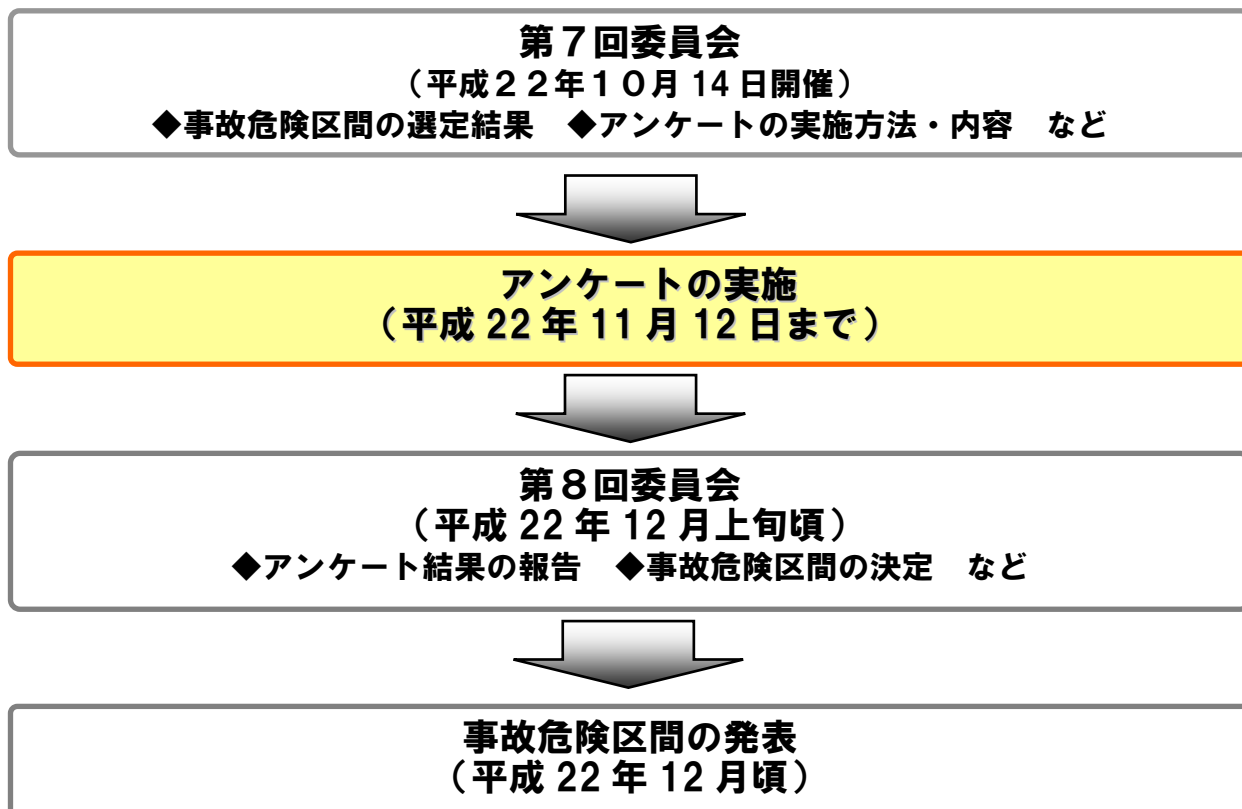 第７回委員会
（平成２２年１０月 14 日開催）
◆事故危険区間の選定結果　◆アンケートの実施方法・内容　など
アンケートの実施
（平成 22 年 11 月 12 日まで）
第８回委員会
（平成 22 年 12 月上旬頃）
◆アンケート結果の報告　◆事故危険区間の決定　など
事故危険区間の発表
（平成 22 年 12 月頃）